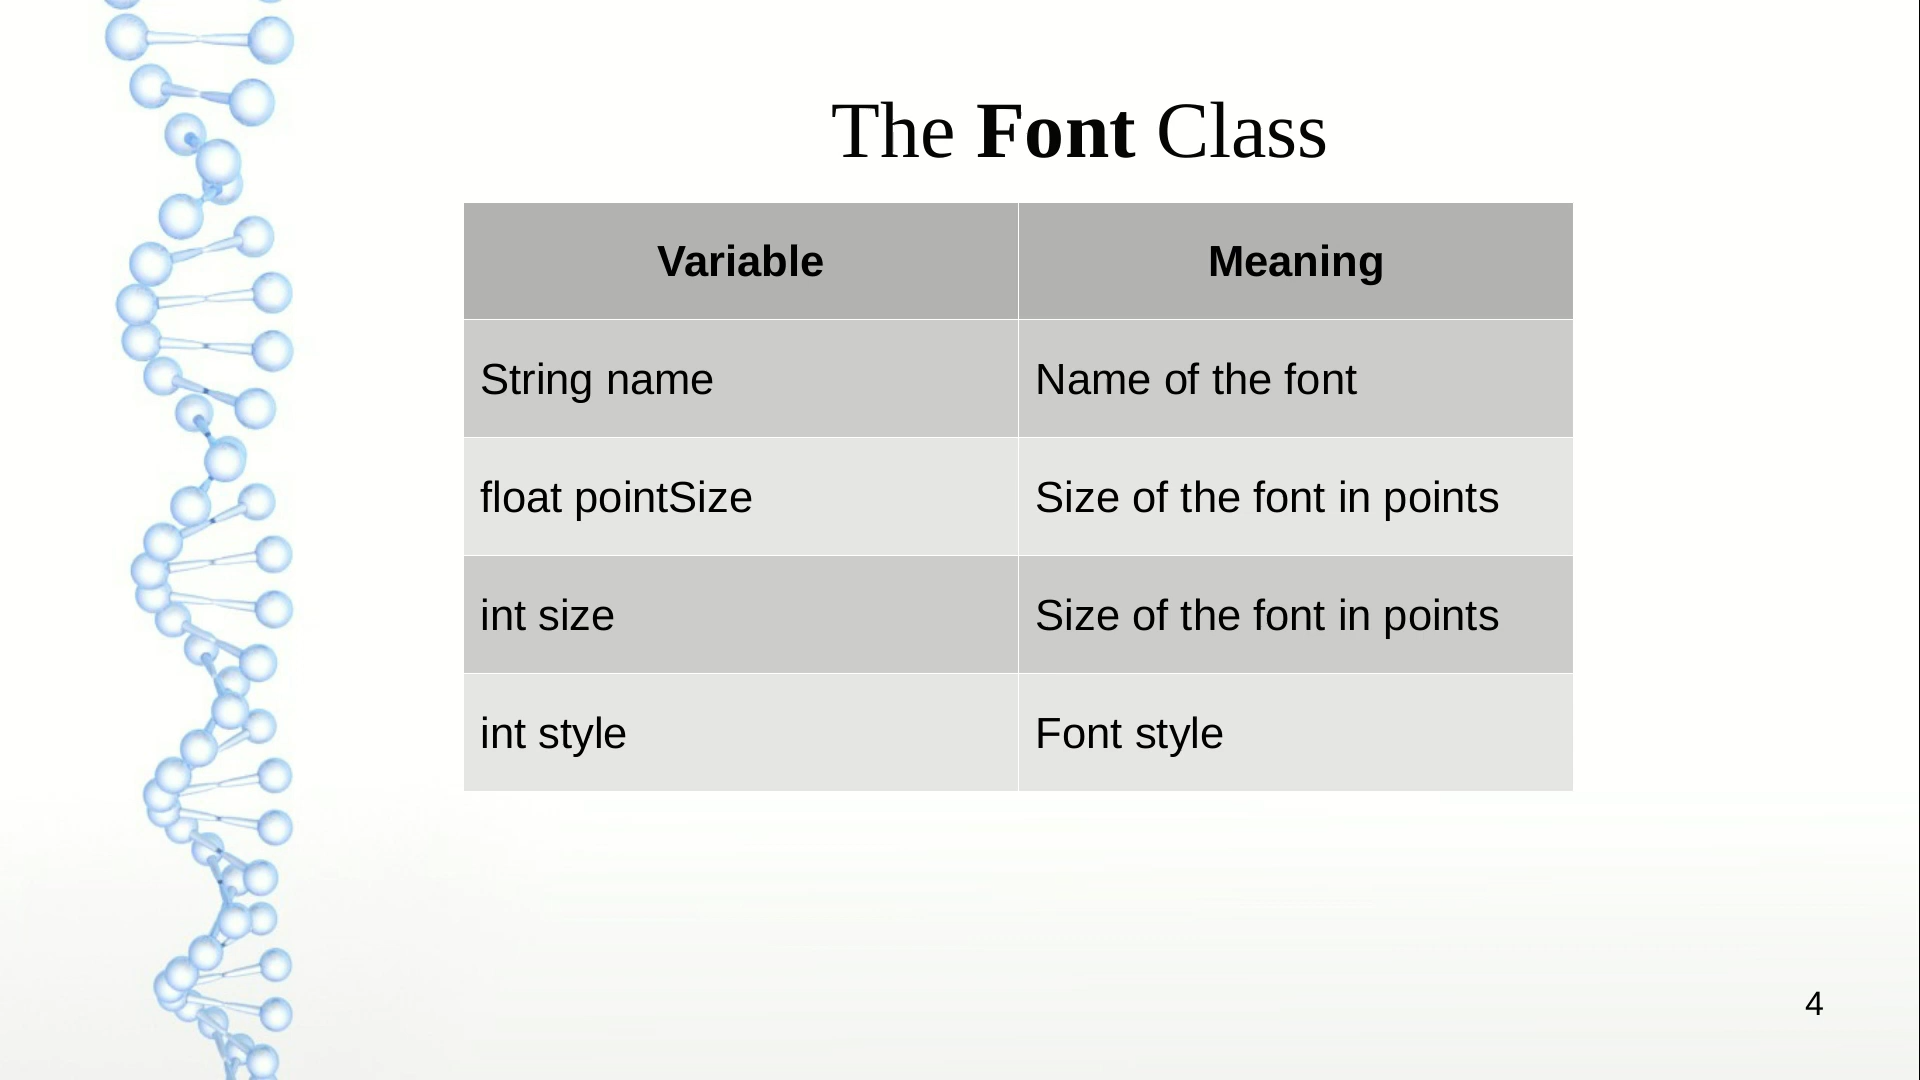 The Font Class
Variable Meaning
String name Name of the font
float pointSize Size of the font in points
int size Size of the font in points
int style Font style
4